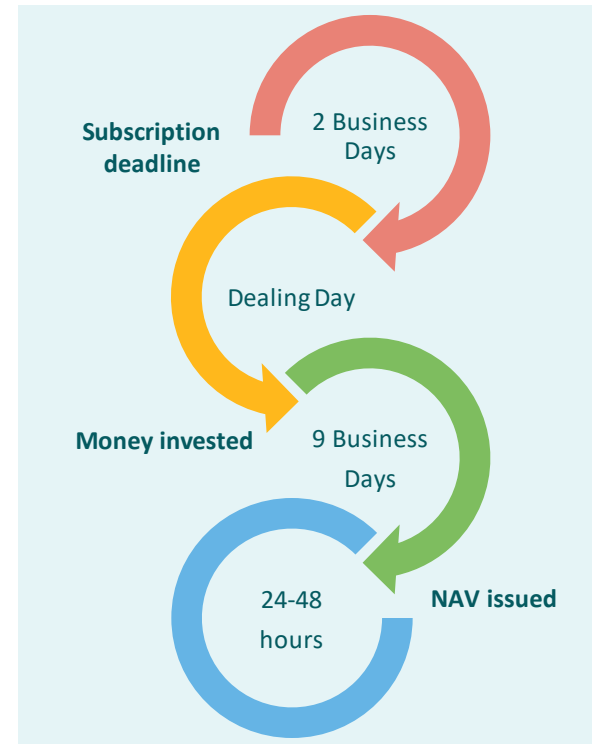 Subscription
deadline
2 Business
Days
Dealing Day
Money invested
9 Business
Days
NAV issued
24-48
hours